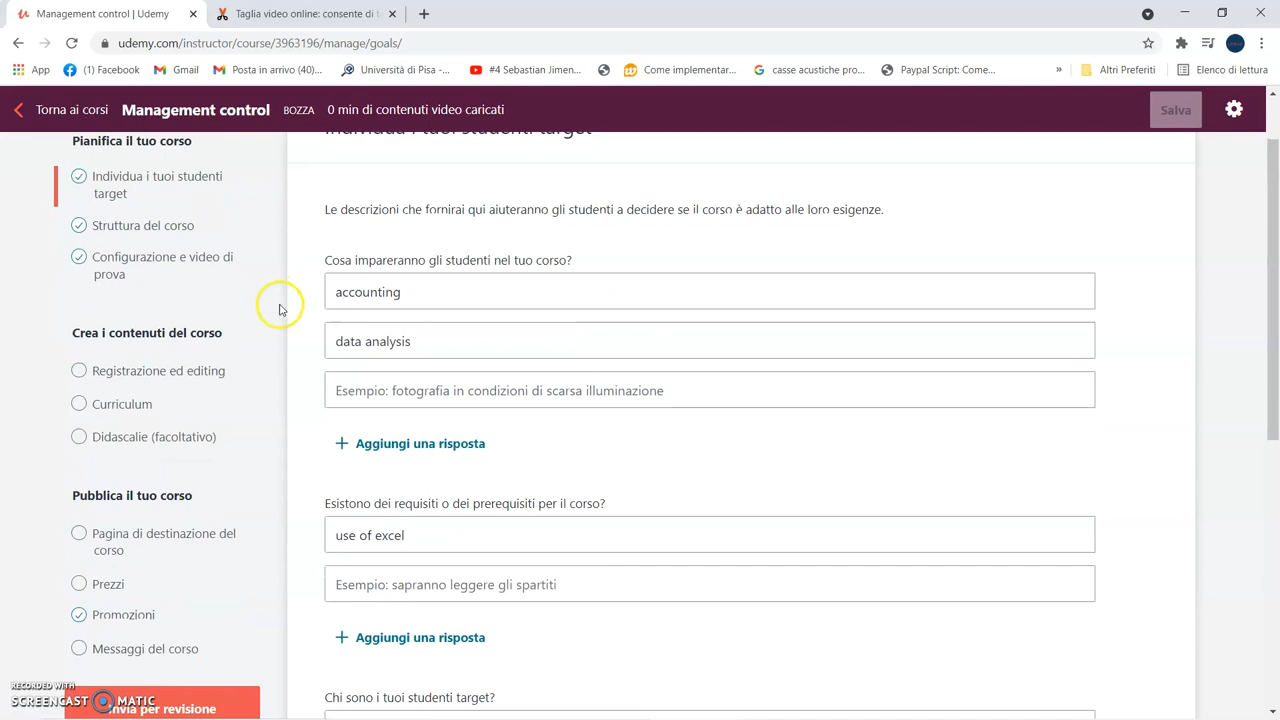 Management control | Udemy
Taglia video online: consente di t
udemy.com/instructor/course/3963196/manage/goals/
App
(1) Facebook
Gmail
Posta in arrivo (40)...
Università di Pisa -...
#4 Sebastian Jimen...
Come implementar...
casse acustiche pro...
Paypal Script: Come...
»
Altri Preferiti
Elenco di lettura
Torna ai corsi
Management control
BOZZA
0 min di contenuti video caricati
Salva
Pianifica il tuo corso
Individua i tuoi studenti
target
Struttura del corso
Configurazione e video di
prova
Crea i contenuti del corso
Registrazione ed editing
Curriculum
Didascalie (facoltativo)
Pubblica il tuo corso
Pagina di destinazione del
corso
Prezzi
Promozioni
Messaggi del corso
Invia per revisione
RECORDED WITH
SCREENCAST MATIC
Individua i tuoi studenti target
Le descrizioni che fornirai qui aiuteranno gli studenti a decidere se il corso è adatto alle loro esigenze.
Cosa impareranno gli studenti nel tuo corso?
accounting
data analysis
Esempio: fotografia in condizioni di scarsa illuminazione
+ Aggiungi una risposta
Esistono dei requisiti o dei prerequisiti per il corso?
use of excel
Esempio: sapranno leggere gli spartiti
+ Aggiungi una risposta
Chi sono i tuoi studenti target?